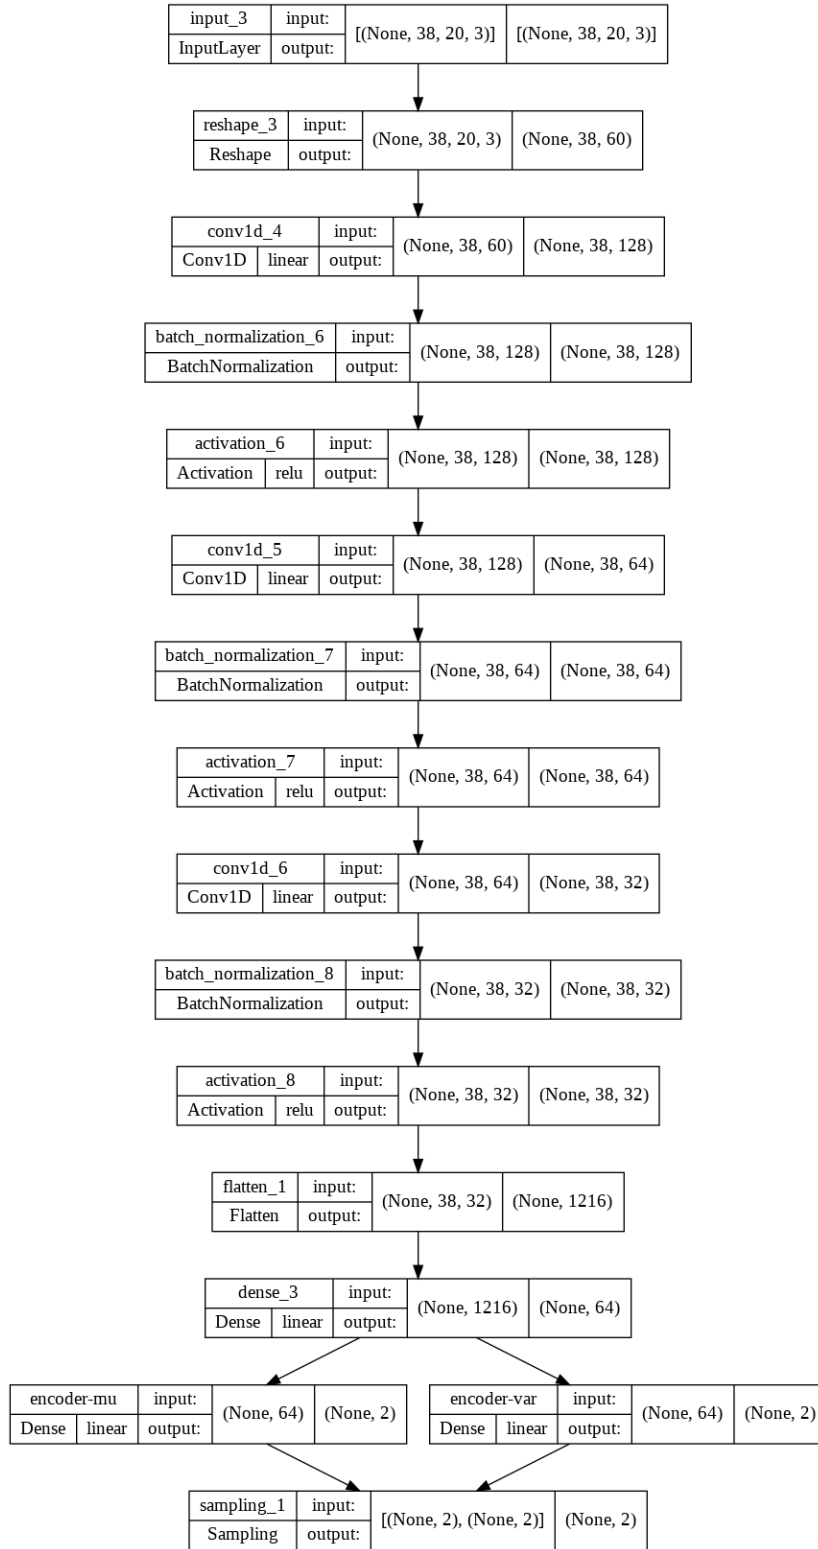 input_3 input: [(None, 38, 20, 3)] [(None, 38, 20, 3)]
InputLayer output:
reshape_3 input: (None, 38, 20, 3) (None, 38, 60)
Reshape output:
conv1d_4 input: (None, 38, 60) (None, 38, 128)
Conv1D linear output:
batch_normalization_6 input: (None, 38, 128) (None, 38, 128)
BatchNormalization output:
activation_6 input: (None, 38, 128) (None, 38, 128)
Activation relu output:
conv1d_5 input: (None, 38, 128) (None, 38, 64)
Conv1D linear output:
batch_normalization_7 input: (None, 38, 64) (None, 38, 64)
BatchNormalization output:
activation_7 input: (None, 38, 64) (None, 38, 64)
Activation relu output:
conv1d_6 input: (None, 38, 64) (None, 38, 32)
Conv1D linear output:
batch_normalization_8 input: (None, 38, 32) (None, 38, 32)
BatchNormalization output:
activation_8 input: (None, 38, 32) (None, 38, 32)
Activation relu output:
flatten_1 input: (None, 38, 32) (None, 1216)
Flatten output:
dense_3 input: (None, 1216) (None, 64)
Dense linear output:
encoder-mu input: (None, 64) (None, 2)
Dense linear output:
encoder-var input: (None, 64) (None, 2)
Dense linear output:
sampling_1 input: [(None, 2), (None, 2)] (None, 2)
Sampling output: